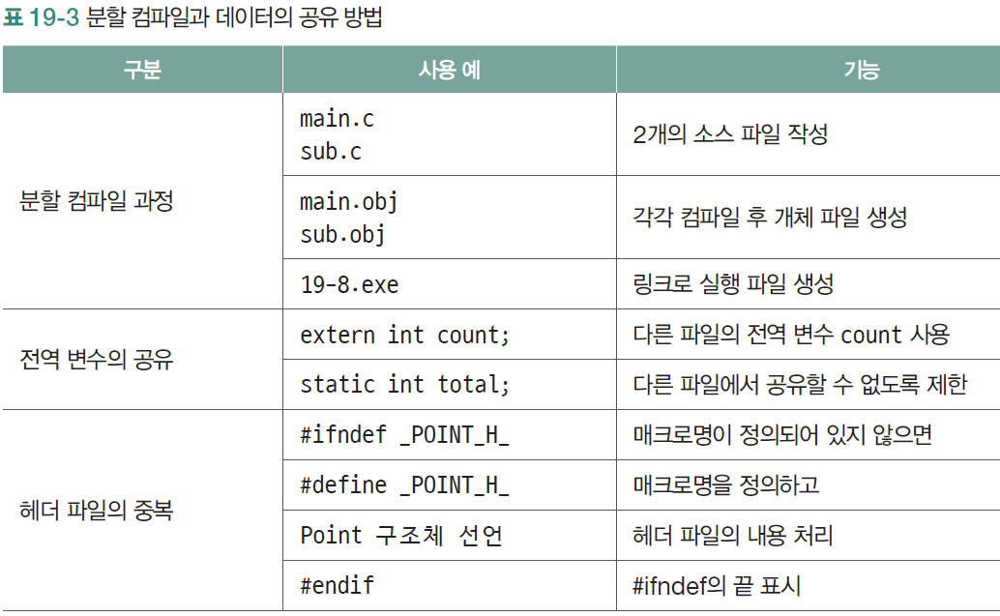 표 19-3 분할 컴파일과 데이터의 공유 방법
구분 사용 예 기능
분할 컴파일 과정
main.c
sub.c
2개의 소스 파일 작성
main.obj
sub.obj
각각 컴파일 후 개체 파일 생성
19-8.exe 링크로 실행 파일 생성
전역 변수의 공유
extern int count; 다른 파일의 전역 변수 count 사용
static int total; 다른 파일에서 공유할 수 없도록 제한
헤더 파일의 중복
#ifndef _POINT_H_ 매크로명이 정의되어 있지 않으면
#define _POINT_H_ 매크로명을 정의하고
Point 구조체 선언 헤더 파일의 내용 처리
#endif #ifndef의 끝 표시